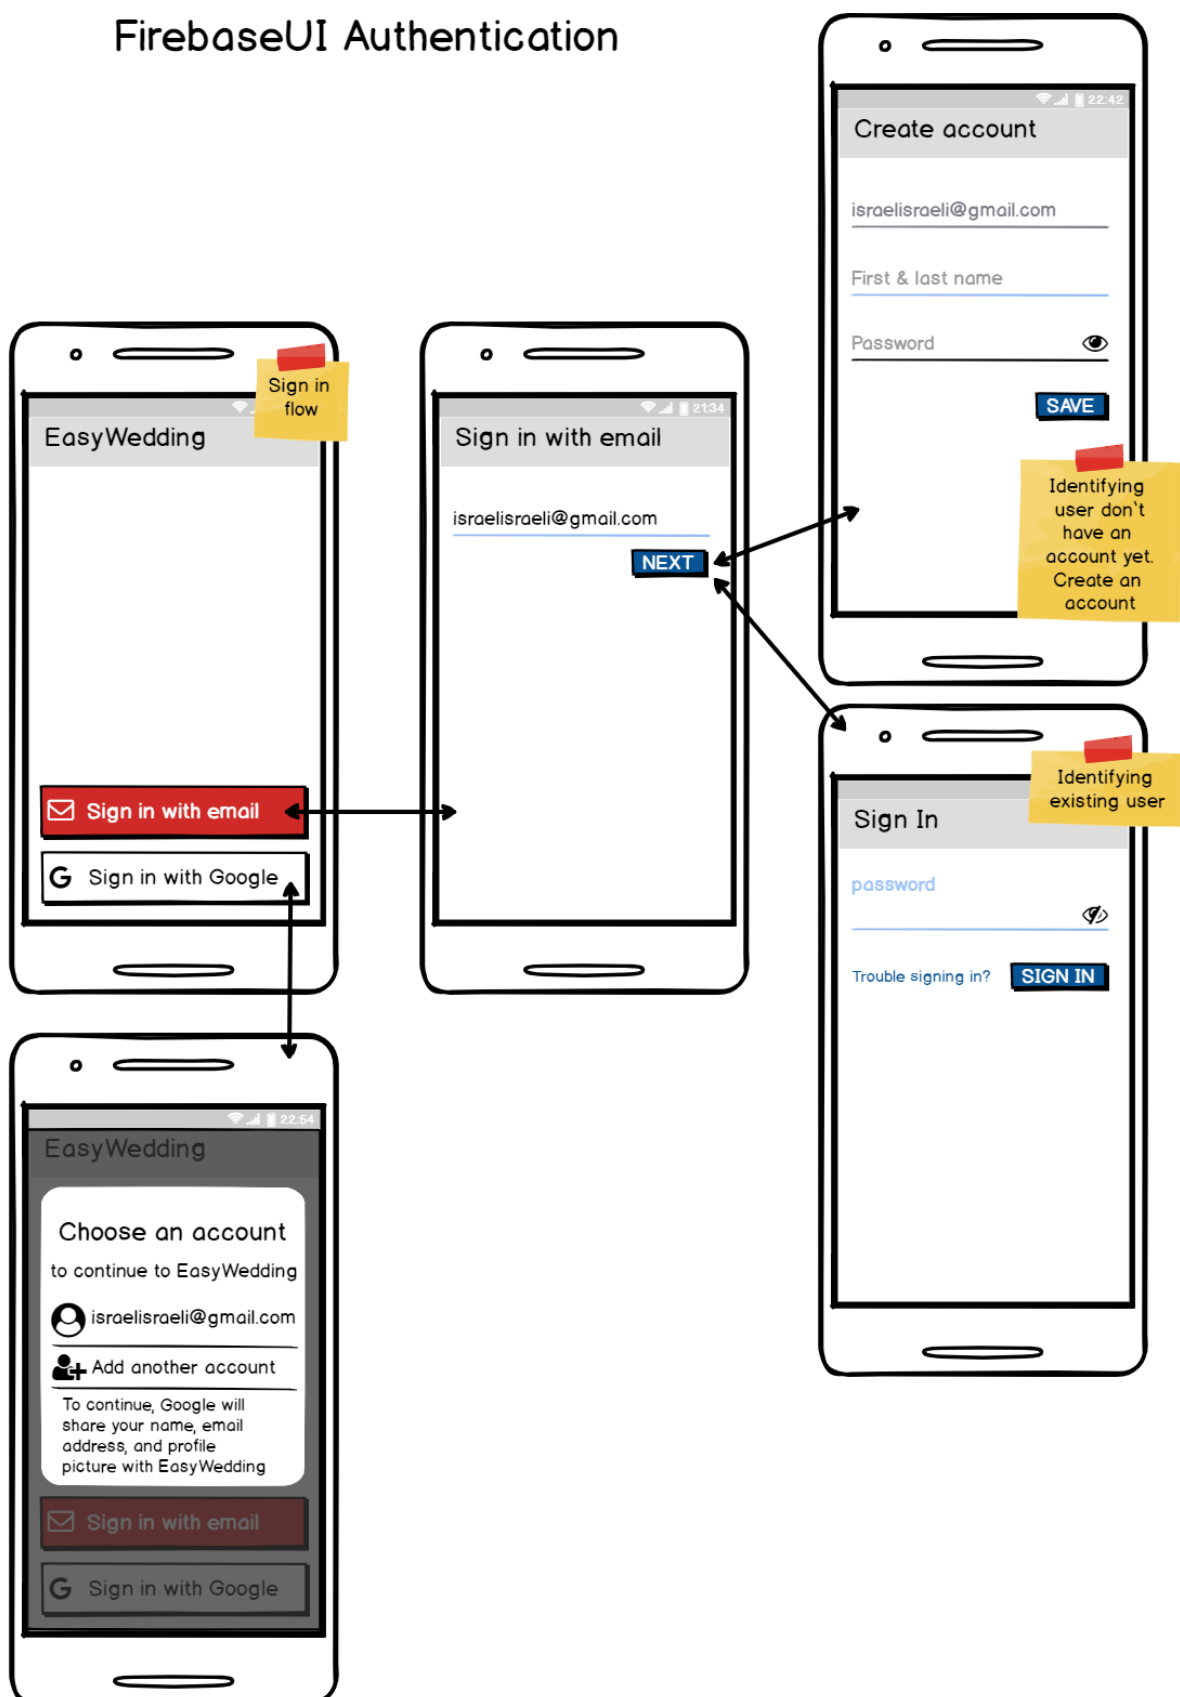 FirebaseUI Authentication
22:42
Create account
israelisraeli@gmail.com
First & last name
Password
SAVE
Identifying
user don`t
have an
account yet.
Create an
account
Sign in
flow
EasyWedding
Sign in with email
G Sign in with Google
21:34
Sign in with email
israelisraeli@gmail.com
NEXT
Identifying
existing user
Sign In
password
Trouble signing in?
SIGN IN
22:54
EasyWedding
Choose an account
to continue to EasyWedding
israelisraeli@gmail.com
Add another account
To continue, Google will
share your name, email
address, and profile
picture with EasyWedding
Sign in with email
G Sign in with Google